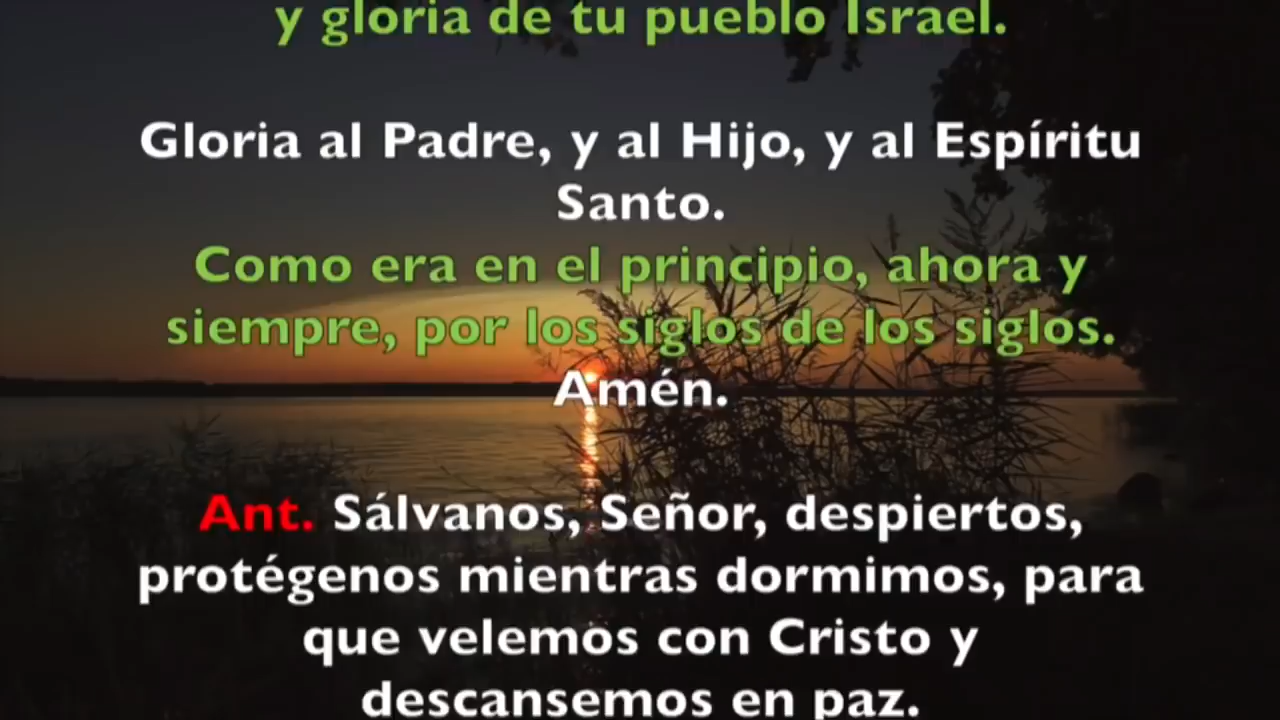 y gloria de tu pueblo Israel.
Gloria al Padre, y al Hijo, y al Espíritu
Santo.
Como era en el principio, ahora y
siempre, por los siglos de los siglos.
Amén.
Ant. Sálvanos, Señor, despiertos,
protégenos mientras dormimos, para
que velemos con Cristo y
descansemos en paz.